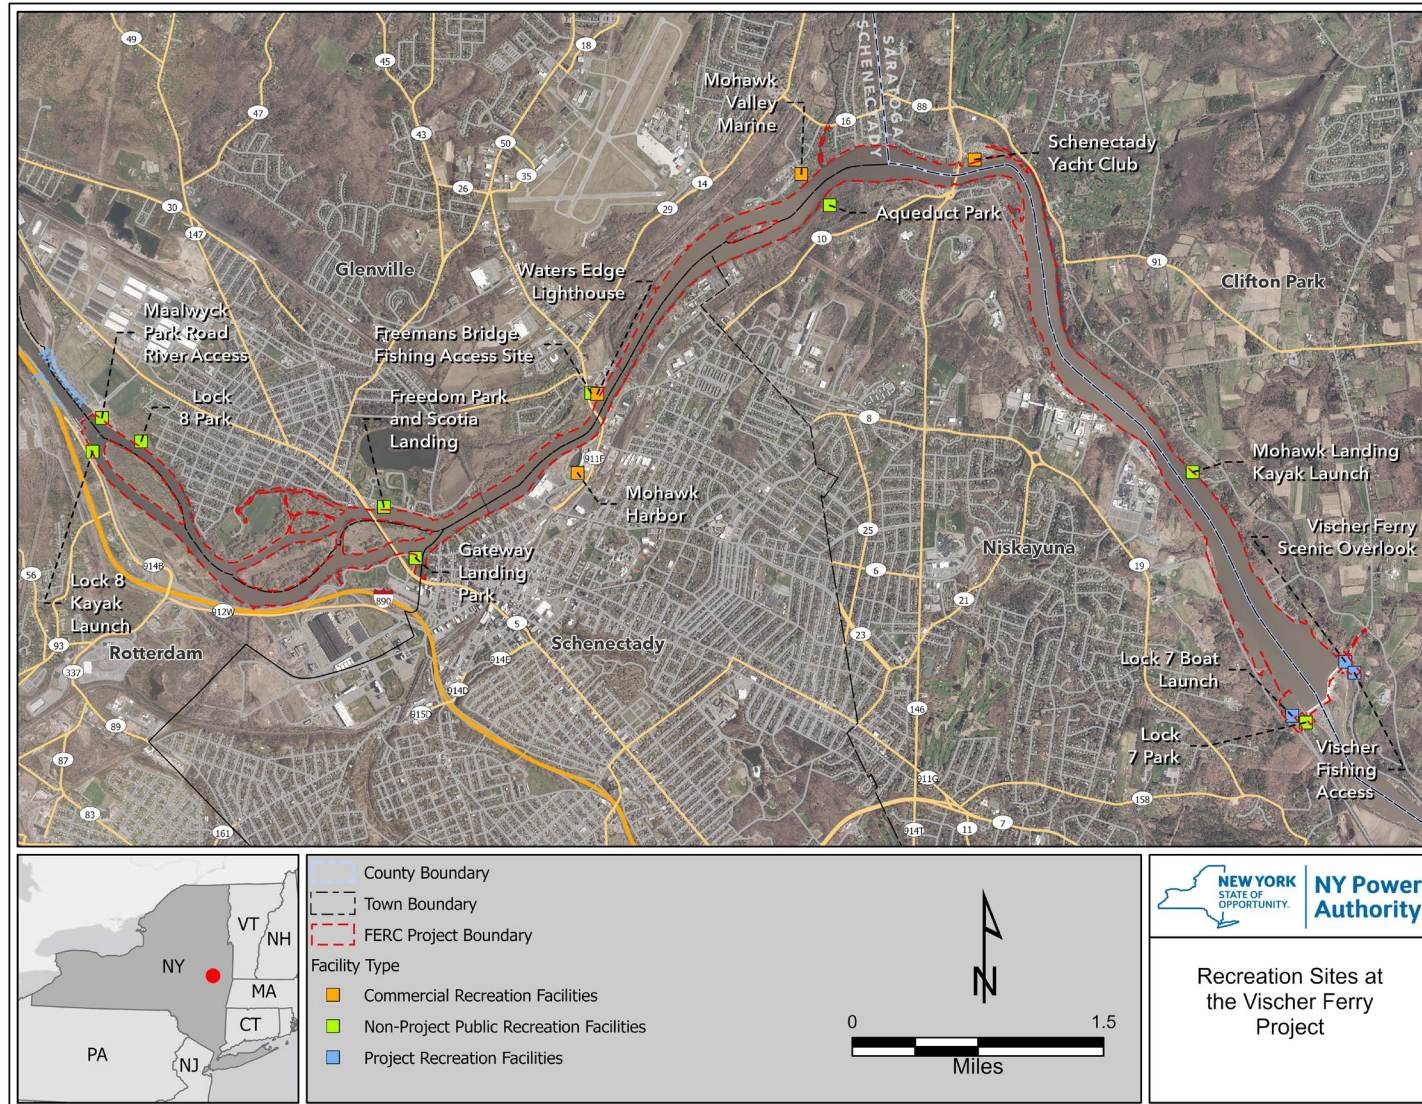 49
18
45
47
43
50
35
26
30
147
16
88
14
29
10
SARATOGA
SCHENECTADY
Mohawk
Valley
Marine
Schenectady
Yacht Club
Aqueduct Park
91
Clifton Park
Glenville
Waters Edge
Lighthouse
Maalwyck
Park Road
River Access
Freemans Bridge
Fishing Access Site
Mohawk
Lock
8 Park
Freedom Park
and Scotia
Landing
8
911F
Mohawk
Harbor
Mohawk Landing
Kayak Launch
Vischer Ferry
Scenic Overlook
25
Niskayuna
6
19
21
Gateway
Landing
Park
914B
56
Lock 8
Kayak
Launch
912W
890
5
23
Schenectady
93
Rotterdam
914E
337
914D
915D
Lock 7 Boat
Launch
146
89
87
Lock
7 Park
Vischer
Fishing
Access
911G
158
83
161
914T
11
7
VT
NH
NY
MA
CT
PA
NJ
County Boundary
Town Boundary
FERC Project Boundary
Facility Type
Commercial Recreation Facilities
Non-Project Public Recreation Facilities
Project Recreation Facilities
N
0 1.5
Miles
NEW YORK
STATE OF
OPPORTUNITY.
NY Power
Authority
Recreation Sites at
the Vischer Ferry
Project